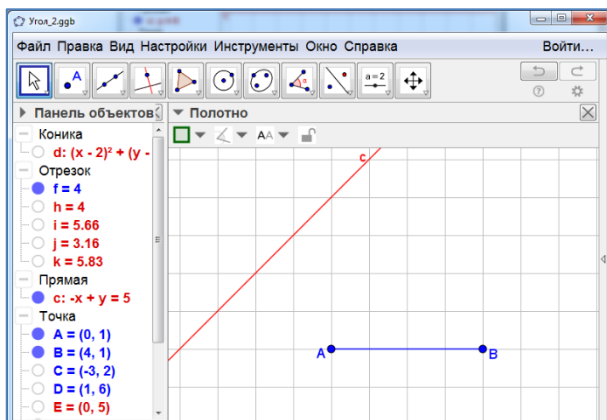 Угол_2.ggb
Файл Правка Вид Настройки Инструменты Окно Справка Войти...
A
a = 2
Панель объектов
Полотно
AA
Коника
d: (x - 2)² + (y -
Отрезок
f = 4
h = 4
i = 5.66
j = 3.16
k = 5.83
Прямая
c: -x + y = 5
Точка
A = (0, 1)
B = (4, 1)
C = (-3, 2)
D = (1, 6)
E = (0, 5)
c
A
B